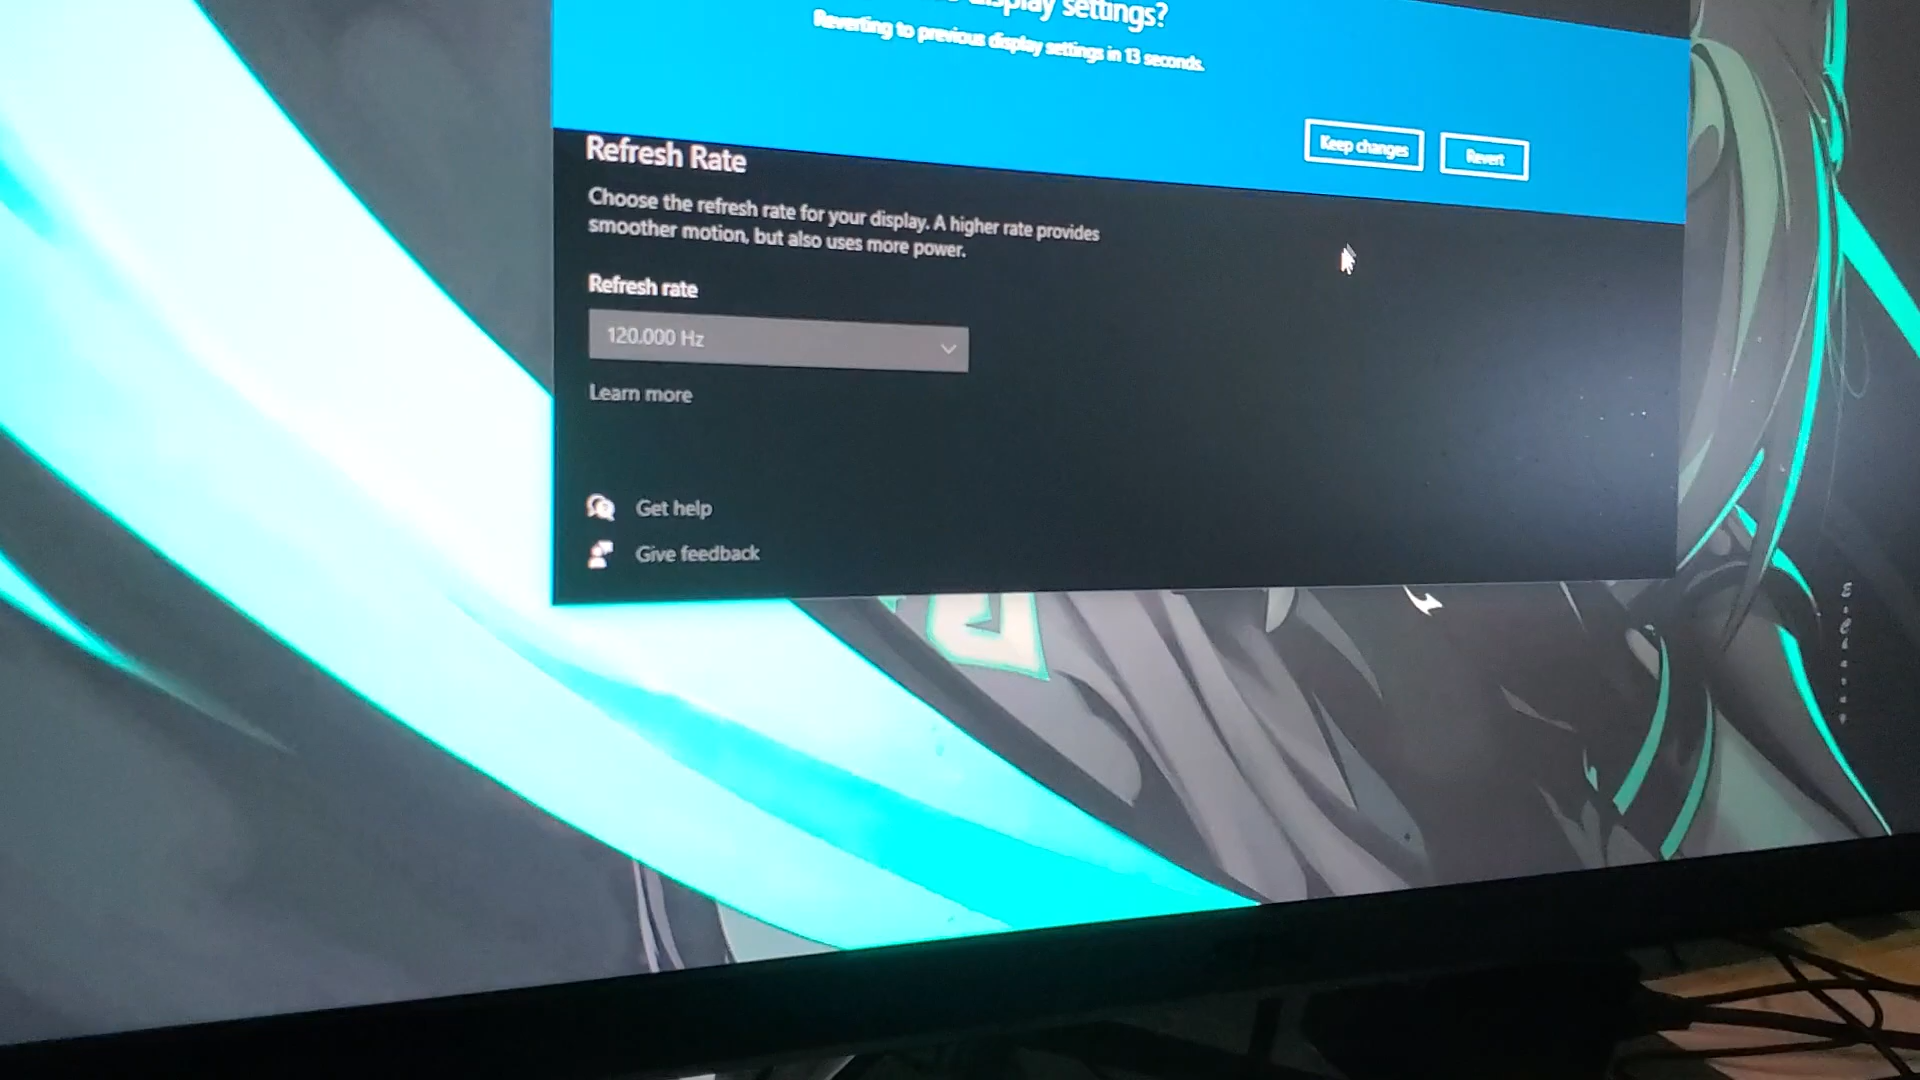 display settings?
Reverting to previous display settings in 13 seconds.
Keep changes
Revert
Refresh Rate
Choose the refresh rate for your display. A higher rate provides
smoother motion, but also uses more power.
Refresh rate
120.000 Hz
Learn more
Get help
Give feedback